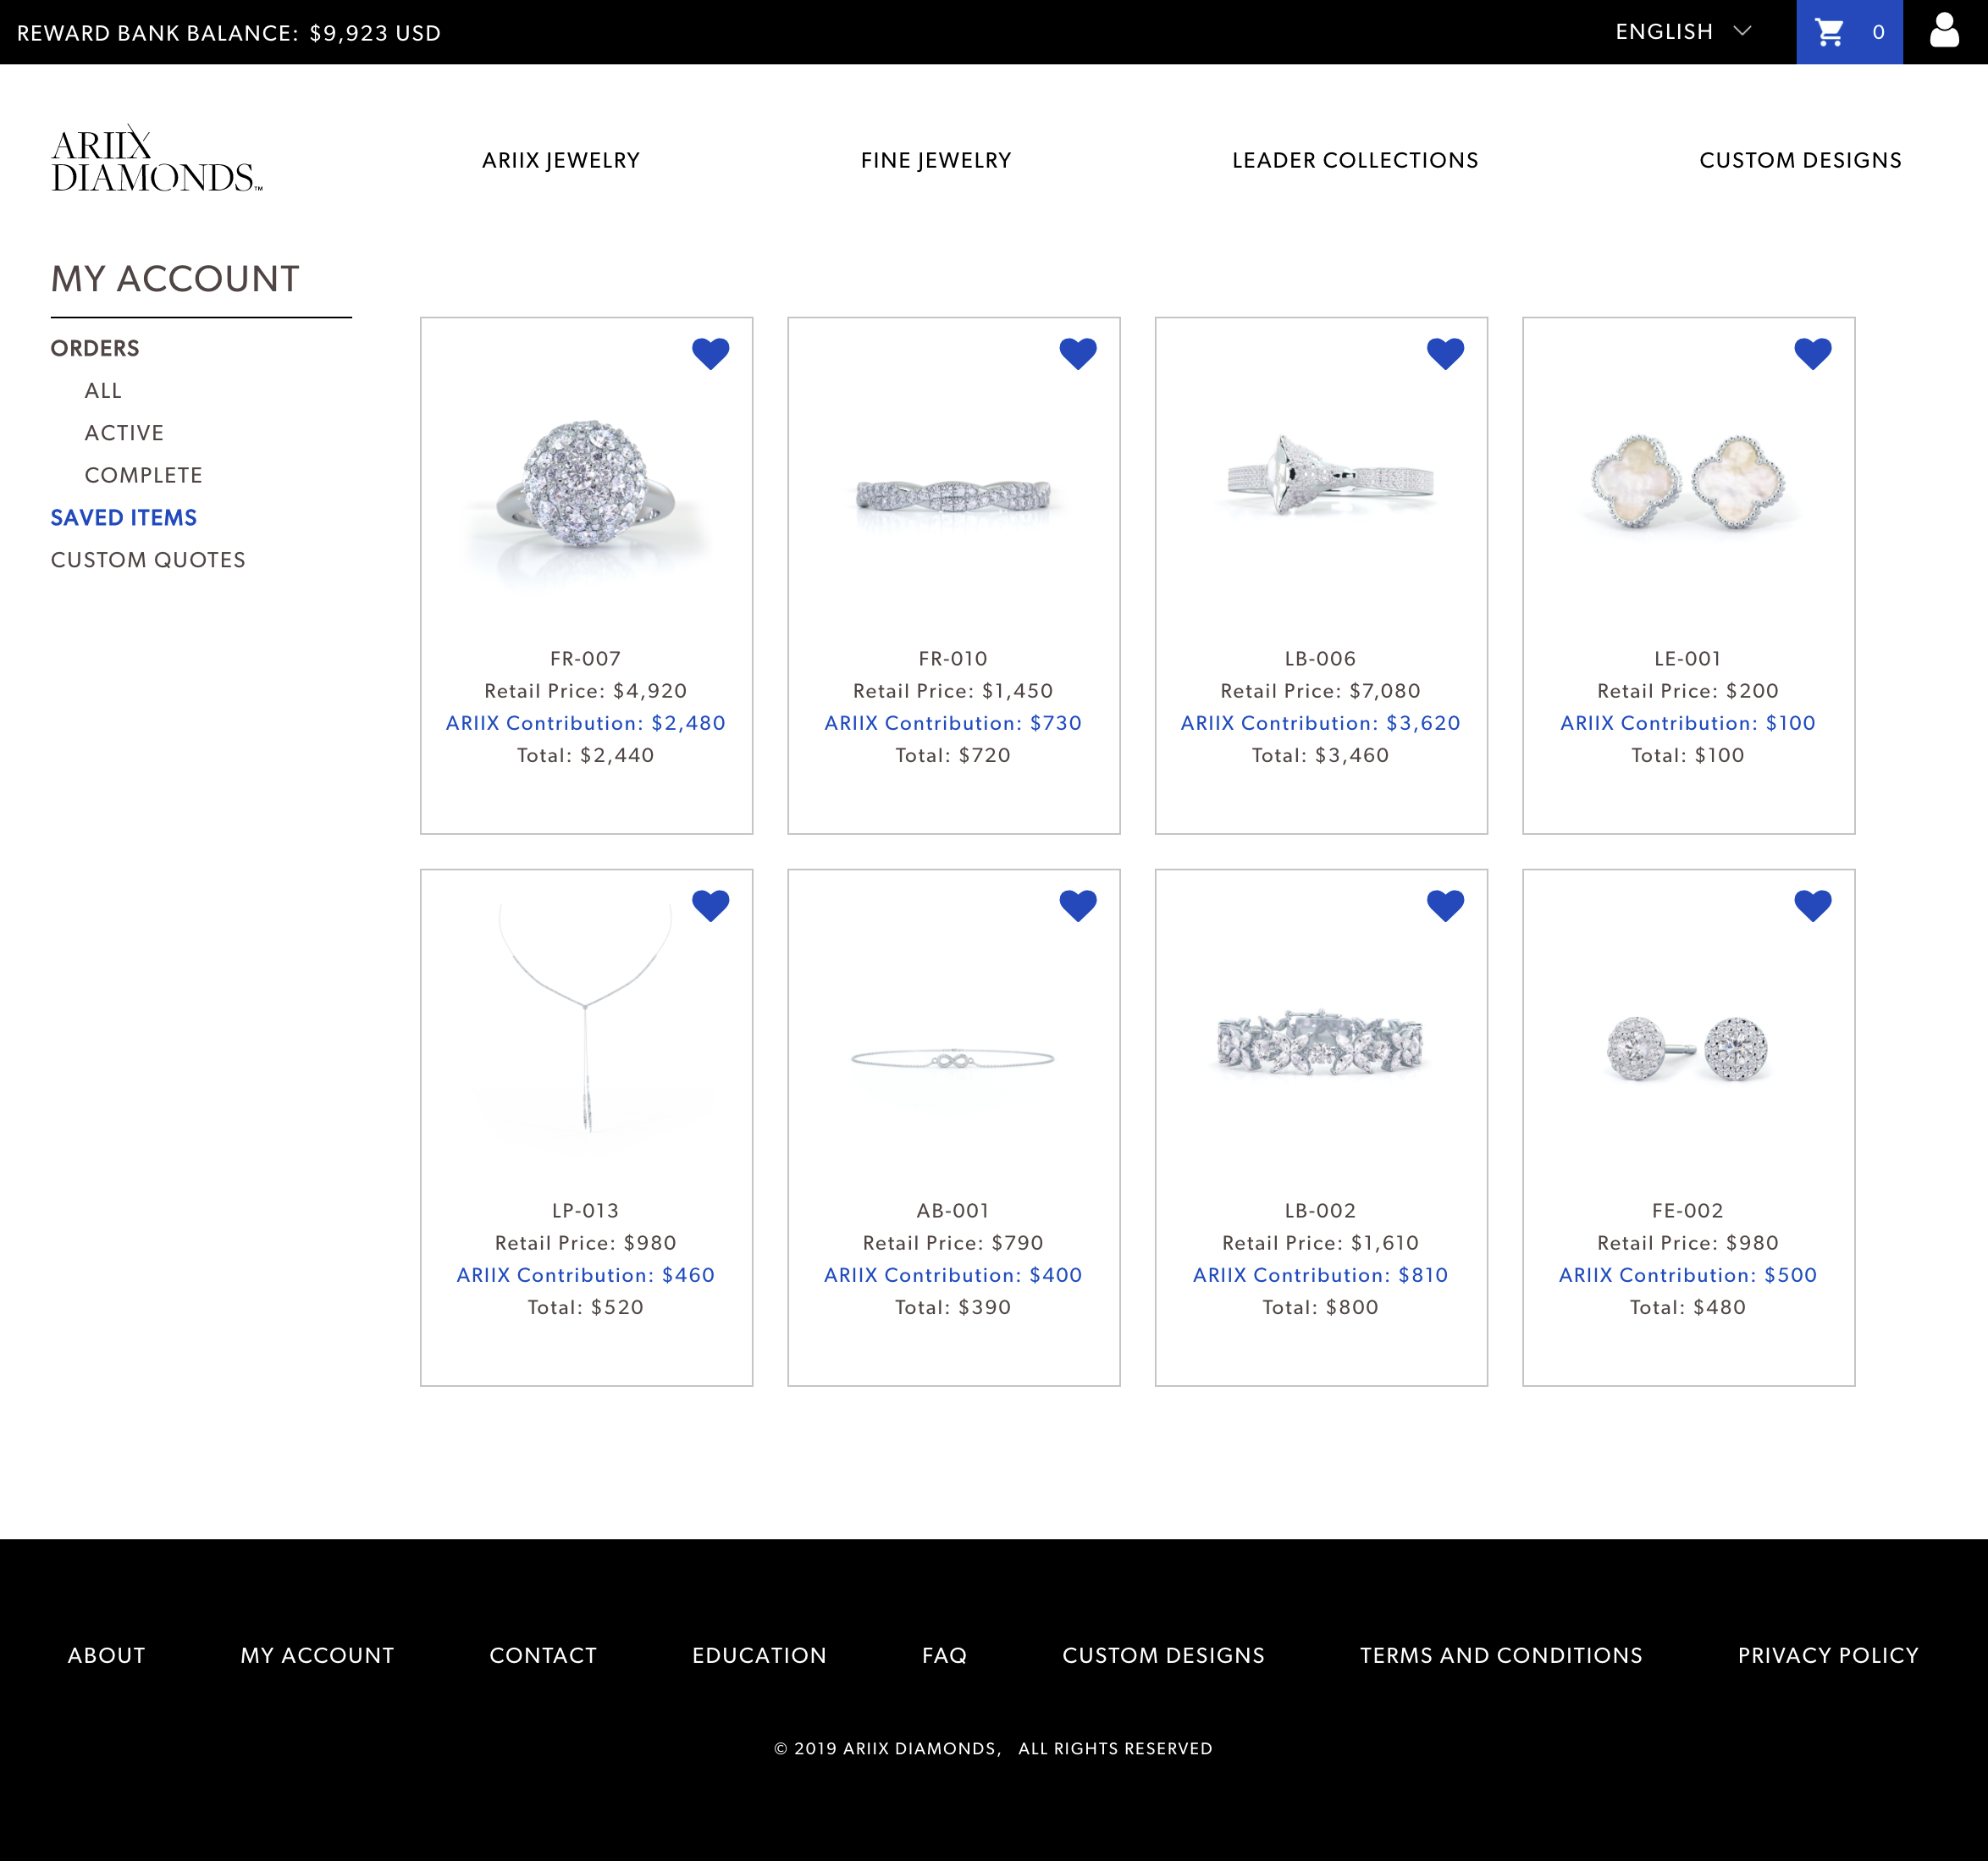 REWARD BANK BALANCE: $9,923 USD
ENGLISH
0
ARIIX
DIAMONDS™
ARIIX JEWELRY
FINE JEWELRY
LEADER COLLECTIONS
CUSTOM DESIGNS
MY ACCOUNT
ORDERS
ALL
ACTIVE
COMPLETE
SAVED ITEMS
CUSTOM QUOTES
FR-007
Retail Price: $4,920
ARIIX Contribution: $2,480
Total: $2,440
FR-010
Retail Price: $1,450
ARIIX Contribution: $730
Total: $720
LB-006
Retail Price: $7,080
ARIIX Contribution: $3,620
Total: $3,460
LE-001
Retail Price: $200
ARIIX Contribution: $100
Total: $100
LP-013
Retail Price: $980
ARIIX Contribution: $460
Total: $520
AB-001
Retail Price: $790
ARIIX Contribution: $400
Total: $390
LB-002
Retail Price: $1,610
ARIIX Contribution: $810
Total: $800
FE-002
Retail Price: $980
ARIIX Contribution: $500
Total: $480
ABOUT
MY ACCOUNT
CONTACT
EDUCATION
FAQ
CUSTOM DESIGNS
TERMS AND CONDITIONS
PRIVACY POLICY
© 2019 ARIIX DIAMONDS, ALL RIGHTS RESERVED